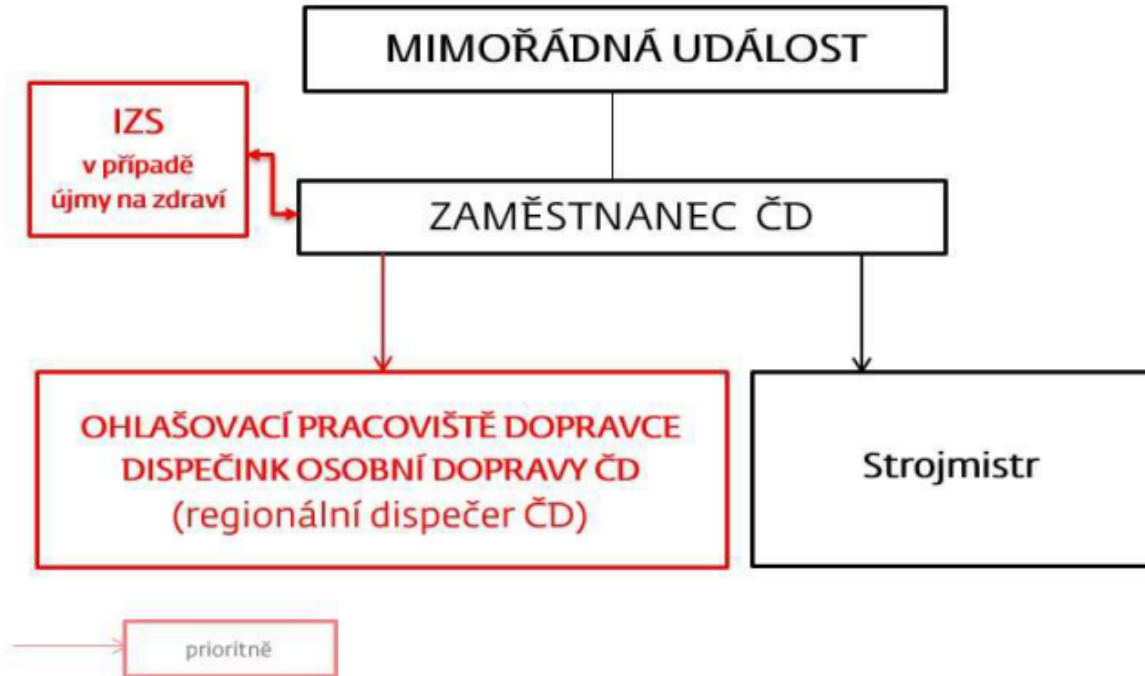 MIMOŘÁDNÁ UDÁLOST
IZS
v případě
újmy na zdraví
ZAMĚSTNANEC ČD
OHLAŠOVACÍ PRACOVIŠTĚ DOPRAVCE
DISPEČINK OSOBNÍ DOPRAVY ČD
(regionální dispečer ČD)
Strojmistr
prioritně